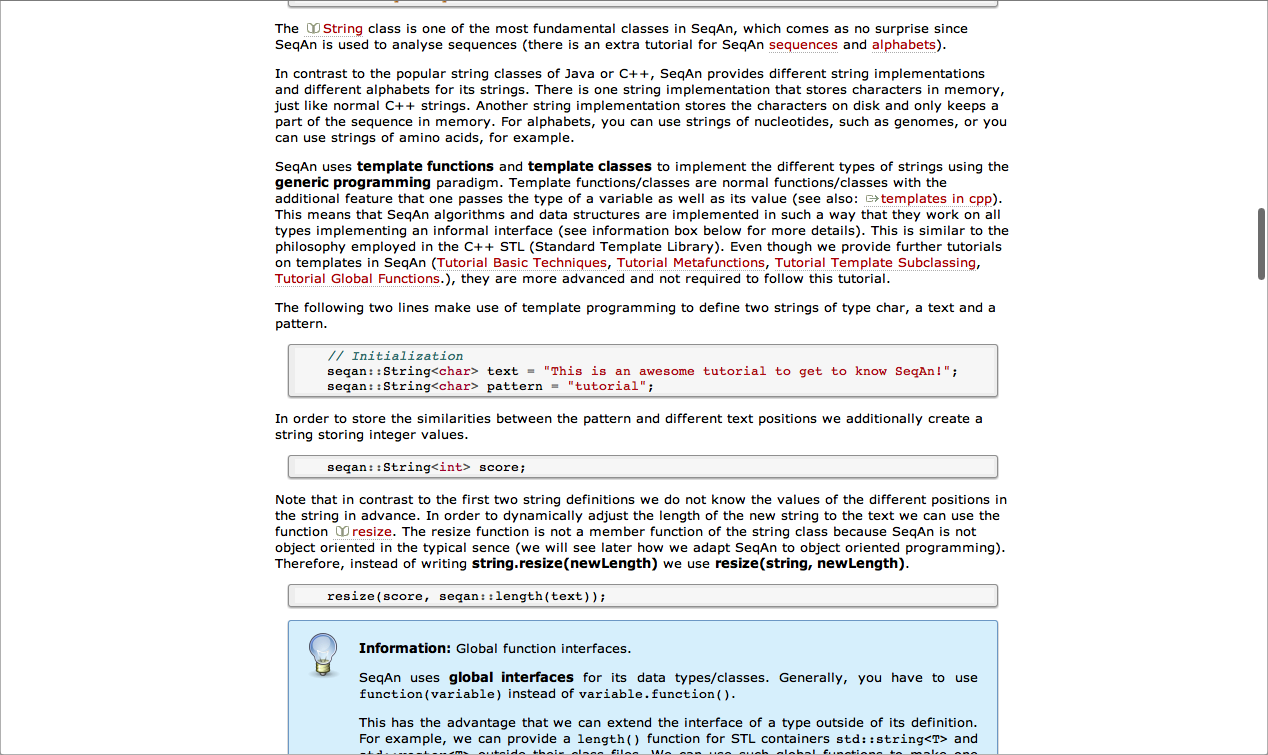 The String class is one of the most fundamental classes in SeqAn, which comes as no surprise since
SeqAn is used to analyse sequences (there is an extra tutorial for SeqAn sequences and alphabets).
In contrast to the popular string classes of Java or C++, SeqAn provides different string implementations
and different alphabets for its strings. There is one string implementation that stores characters in memory,
just like normal C++ strings. Another string implementation stores the characters on disk and only keeps a
part of the sequence in memory. For alphabets, you can use strings of nucleotides, such as genomes, or you
can use strings of amino acids, for example.
SeqAn uses template functions and template classes to implement the different types of strings using the
generic programming paradigm. Template functions/classes are normal functions/classes with the
additional feature that one passes the type of a variable as well as its value (see also: templates in cpp).
This means that SeqAn algorithms and data structures are implemented in such a way that they work on all
types implementing an informal interface (see information box below for more details). This is similar to the
philosophy employed in the C++ STL (Standard Template Library). Even though we provide further tutorials
on templates in SeqAn (Tutorial Basic Techniques, Tutorial Metafunctions, Tutorial Template Subclassing,
Tutorial Global Functions.), they are more advanced and not required to follow this tutorial.
The following two lines make use of template programming to define two strings of type char, a text and a
pattern.
// Initialization
seqan::String<char> text = "This is an awesome tutorial to get to know SeqAn!";
seqan::String<char> pattern = "tutorial";
In order to store the similarities between the pattern and different text positions we additionally create a
string storing integer values.
seqan::String<int> score;
Note that in contrast to the first two string definitions we do not know the values of the different positions in
the string in advance. In order to dynamically adjust the length of the new string to the text we can use the
function resize. The resize function is not a member function of the string class because SeqAn is not
object oriented in the typical sence (we will see later how we adapt SeqAn to object oriented programming).
Therefore, instead of writing string.resize(newLength) we use resize(string, newLength).
resize(score, seqan::length(text));
Information: Global function interfaces.
SeqAn uses global interfaces for its data types/classes. Generally, you have to use
function(variable) instead of variable.function().
This has the advantage that we can extend the interface of a type outside of its definition.
For example, we can provide a length() function for STL containers std::string<T> and